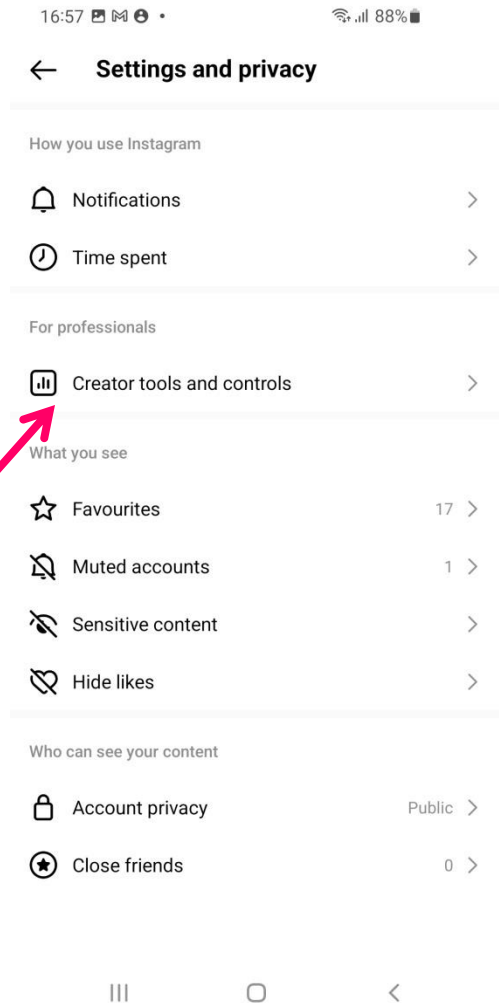 16:57 88%
Settings and privacy
How you use Instagram
Notifications
Time spent
For professionals
Creator tools and controls
What you see
Favourites 17
Muted accounts 1
Sensitive content
Hide likes
Who can see your content
Account privacy Public
Close friends 0